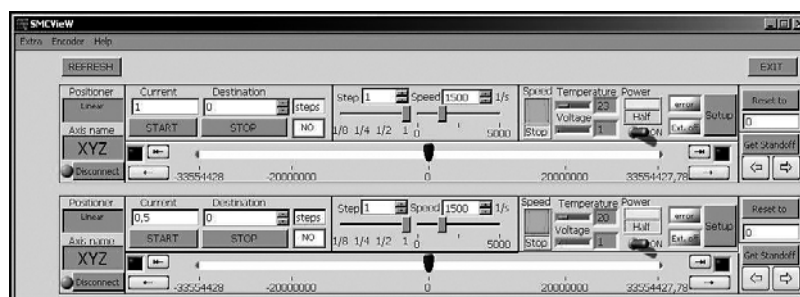 SMCVieW
Extra Encoder Help
REFRESH EXIT
Positioner Current Destination Step 1 Speed 1500 1/s Speed Temperature Power Reset to
Linear 1 0 steps 23 error Setup 0
Axis name START STOP NO Voltage Half Get Standoff
XYZ 1/8 1/4 1/2 1 0 5000 Stop 1 ON Ext. off
Disconnect -33554428 -20000000 0 20000000 33554427,78
Positioner Current Destination Step 1 Speed 1500 1/s Speed Temperature Power Reset to
Linear 0,5 0 steps 20 error Setup 0
Axis name START STOP NO Voltage Half Get Standoff
XYZ 1/8 1/4 1/2 1 0 5000 Stop 1 ON Ext. off
Disconnect -33554428 -20000000 0 20000000 33554427,78